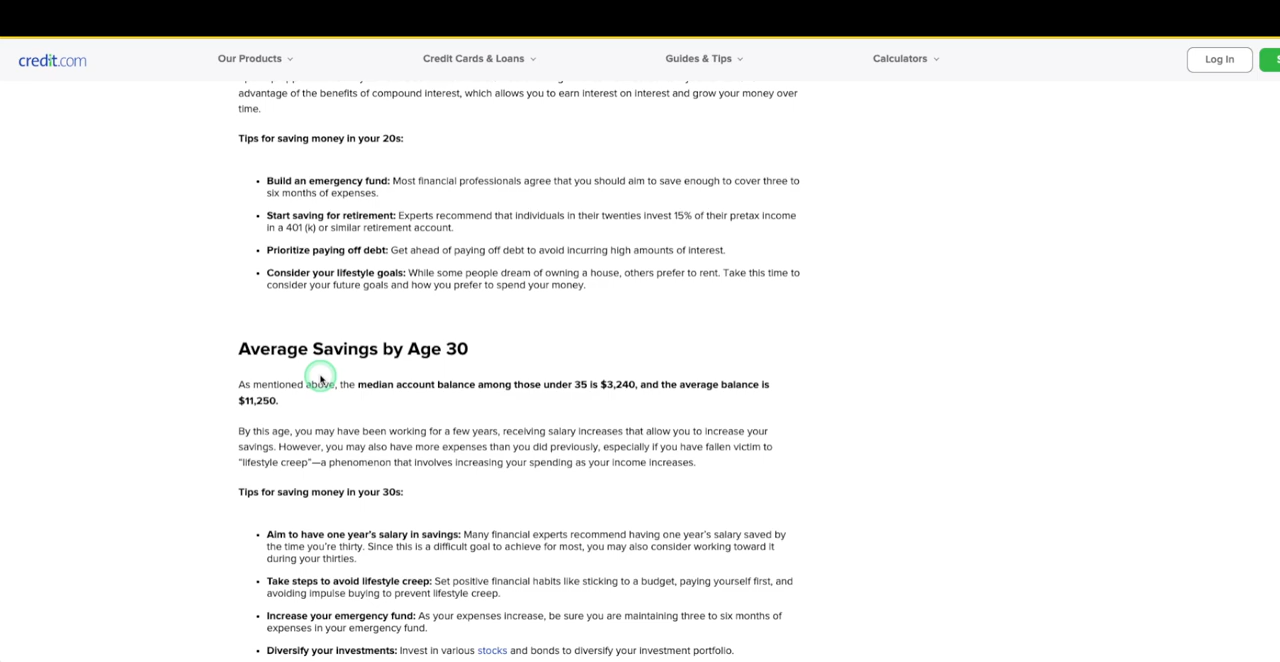 credit.com
Our Products
Credit Cards & Loans
Guides & Tips
Calculators
Log In
S
advantage of the benefits of compound interest, which allows you to earn interest on interest and grow your money over
time.
Tips for saving money in your 20s:
• Build an emergency fund: Most financial professionals agree that you should aim to save enough to cover three to
six months of expenses.
• Start saving for retirement: Experts recommend that individuals in their twenties invest 15% of their pretax income
in a 401 (k) or similar retirement account.
• Prioritize paying off debt: Get ahead of paying off debt to avoid incurring high amounts of interest.
• Consider your lifestyle goals: While some people dream of owning a house, others prefer to rent. Take this time to
consider your future goals and how you prefer to spend your money.
Average Savings by Age 30
As mentioned above, the median account balance among those under 35 is $3,240, and the average balance is
$11,250.
By this age, you may have been working for a few years, receiving salary increases that allow you to increase your
savings. However, you may also have more expenses than you did previously, especially if you have fallen victim to
"lifestyle creep"—a phenomenon that involves increasing your spending as your income increases.
Tips for saving money in your 30s:
• Aim to have one year's salary in savings: Many financial experts recommend having one year's salary saved by
the time you're thirty. Since this is a difficult goal to achieve for most, you may also consider working toward it
during your thirties.
• Take steps to avoid lifestyle creep: Set positive financial habits like sticking to a budget, paying yourself first, and
avoiding impulse buying to prevent lifestyle creep.
• Increase your emergency fund: As your expenses increase, be sure you are maintaining three to six months of
expenses in your emergency fund.
• Diversify your investments: Invest in various stocks and bonds to diversify your investment portfolio.